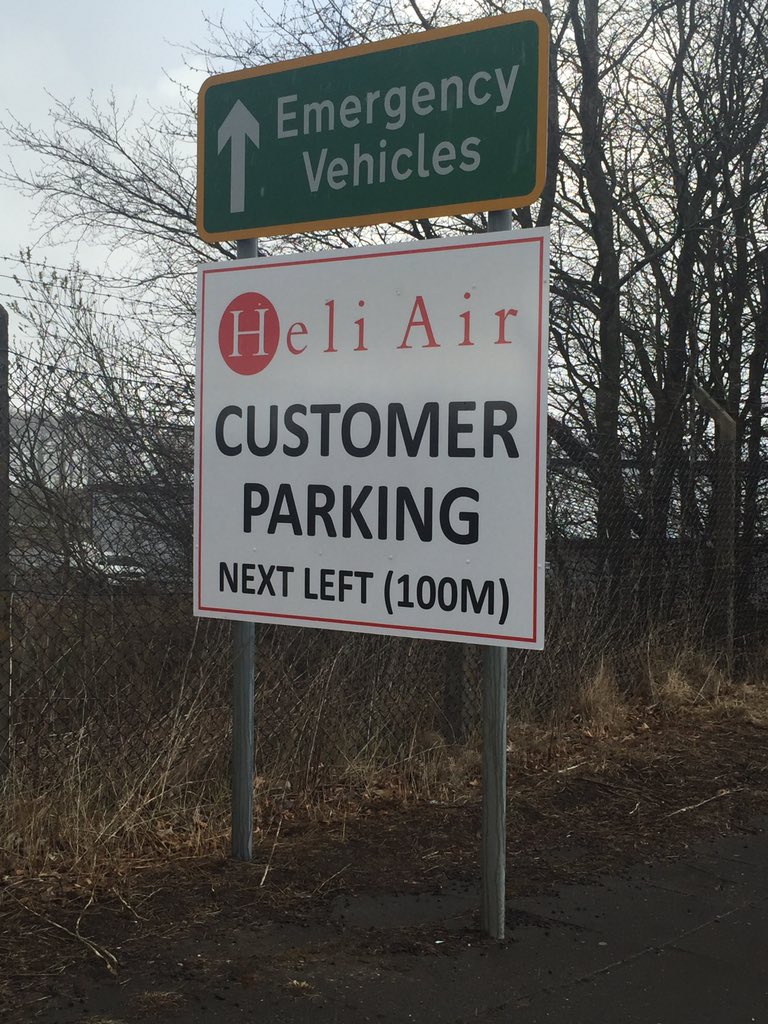 Emergency
Vehicles
Heli Air
CUSTOMER
PARKING
NEXT LEFT (100M)